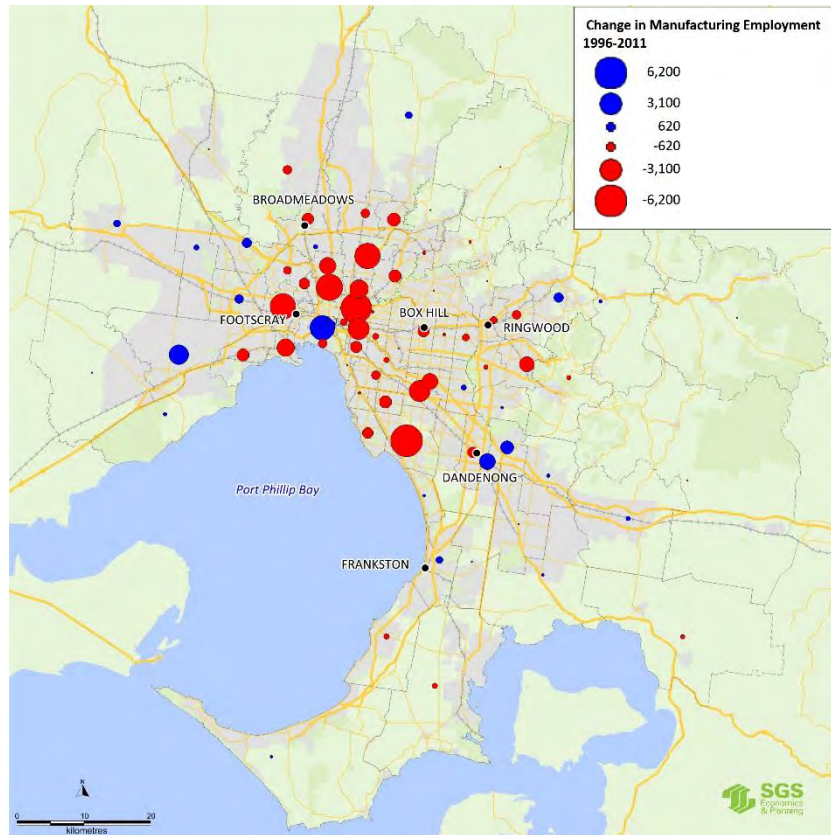 Change in Manufacturing Employment
1996-2011
6,200
3,100
620
-620
-3,100
-6,200
BROADMEADOWS
FOOTSCRAY
BOX HILL
RINGWOOD
DANDENONG
Port Phillip Bay
FRANKSTON
N
0 10 20
kilometres
SGS
Economics
& Planning